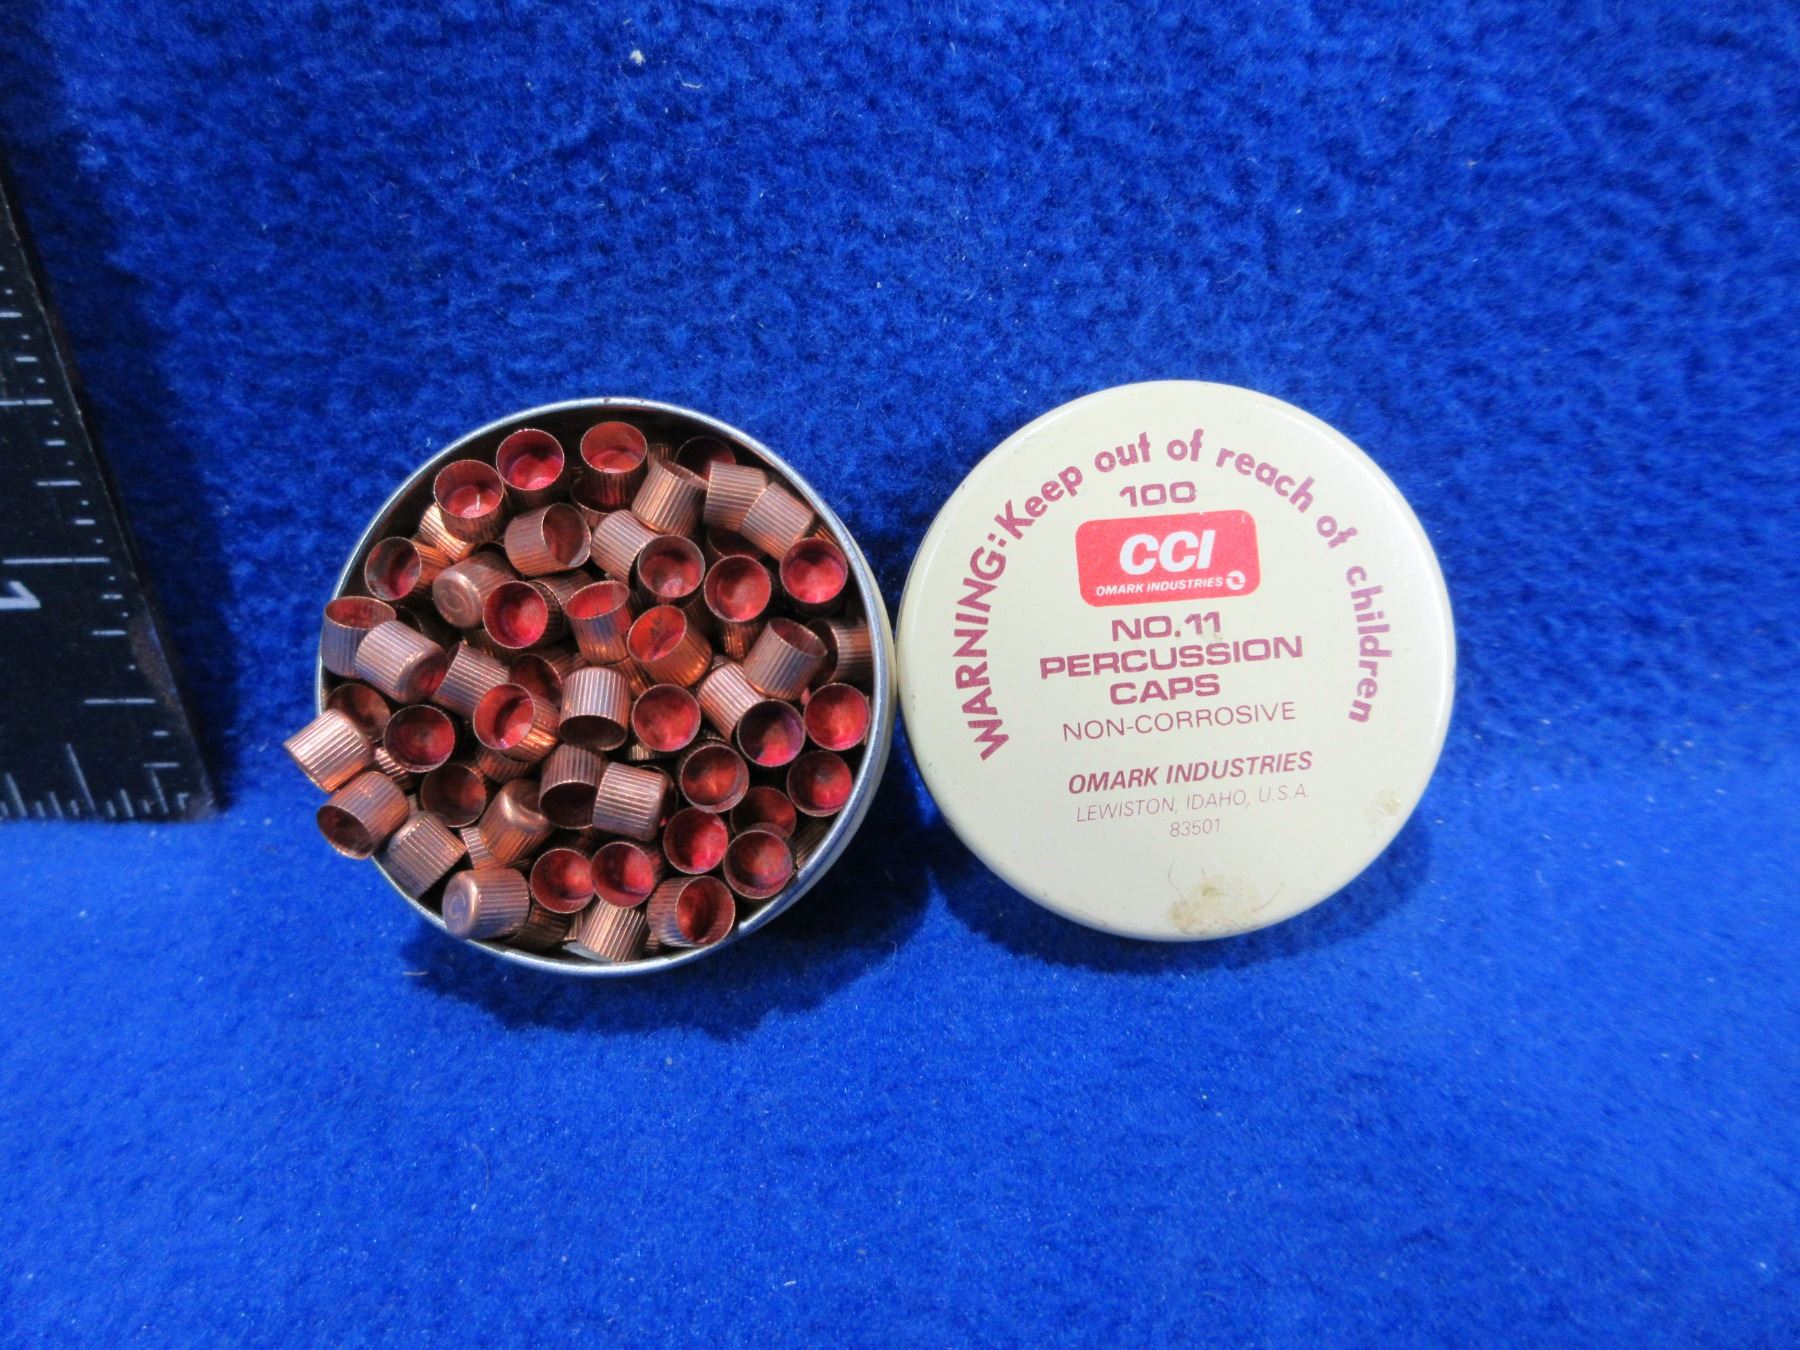 WARNING: Keep out of reach of children
100
CCI
OMARK INDUSTRIES
NO. 11
PERCUSSION
CAPS
NON-CORROSIVE
OMARK INDUSTRIES
LEWISTON, IDAHO, U.S.A.
83501
1